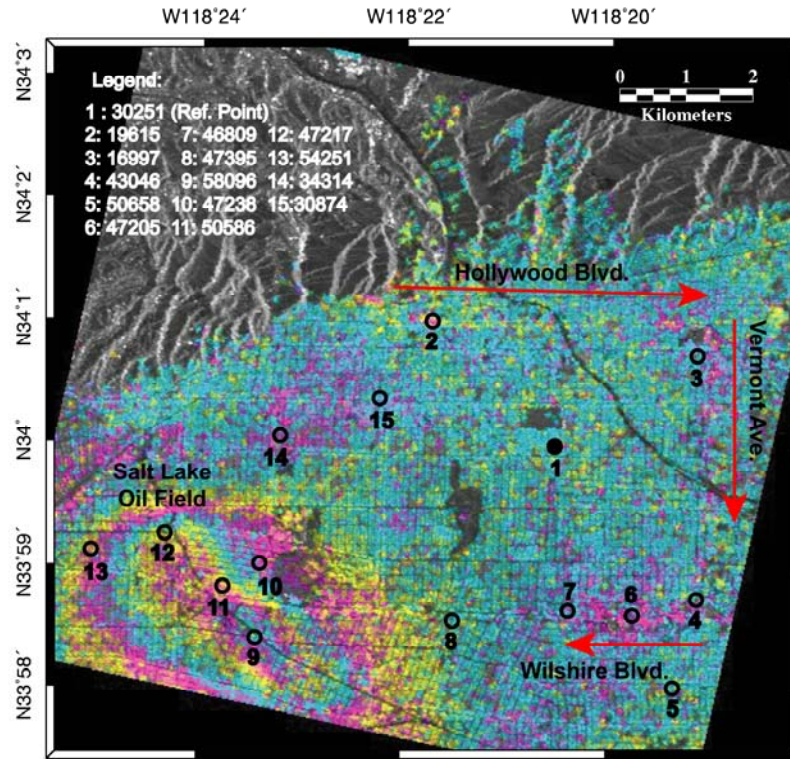 W118°24′ W118°22′ W118°20′
N34°3′
N34°2′
N34°1′
N34°
N33°59′
N33°58′
Legend:
1 : 30251 (Ref. Point)
2: 19615 7: 46809 12: 47217
3: 16997 8: 47395 13: 54251
4: 43046 9: 58096 14: 34314
5: 50658 10: 47238 15:30874
6: 47205 11: 50586
0 1 2
Kilometers
Hollywood Blvd.
Vermont Ave.
2
3
15
14
1
Salt Lake
Oil Field
12
13
10
11
9
8
7
6
4
Wilshire Blvd.
5